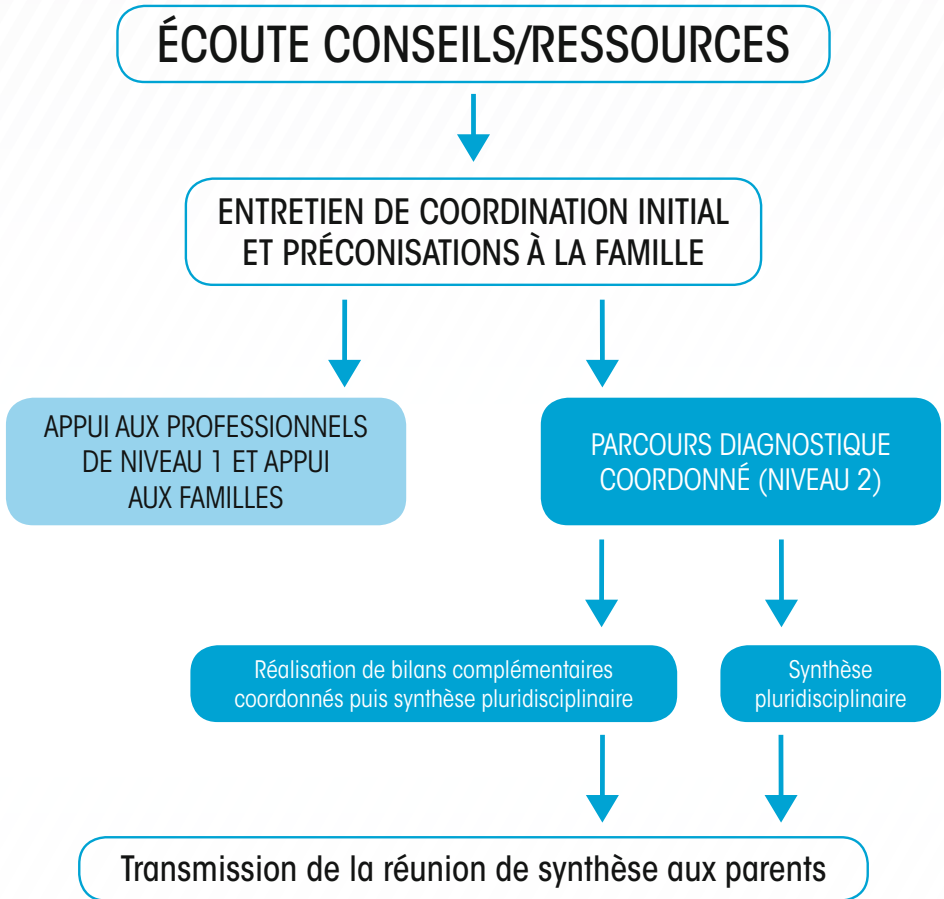 ÉCOUTE CONSEILS/RESSOURCES
ENTRETIEN DE COORDINATION INITIAL
ET PRÉCONISATIONS À LA FAMILLE
APPUI AUX PROFESSIONNELS
DE NIVEAU 1 ET APPUI
AUX FAMILLES
PARCOURS DIAGNOSTIQUE
COORDONNÉ (NIVEAU 2)
Réalisation de bilans complémentaires
coordonnés puis synthèse pluridisciplinaire
Synthèse
pluridisciplinaire
Transmission de la réunion de synthèse aux parents